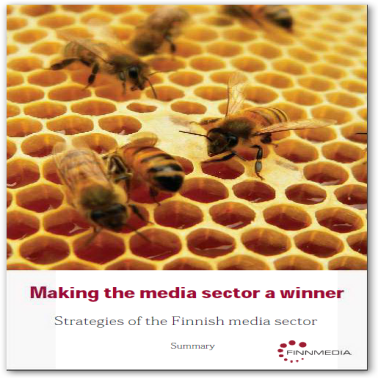 Making the media sector a winner
Strategies of the Finnish media sector
Summary
FINNMEDIA